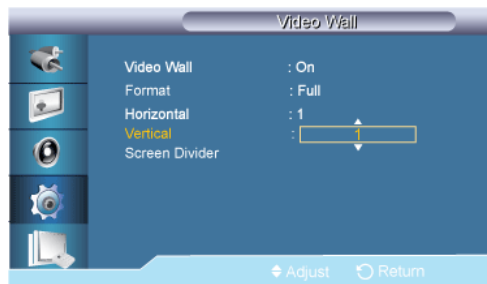 Video Wall
Video Wall : On
Format : Full
Horizontal : 1
Vertical : 1
Screen Divider
Adjust Return